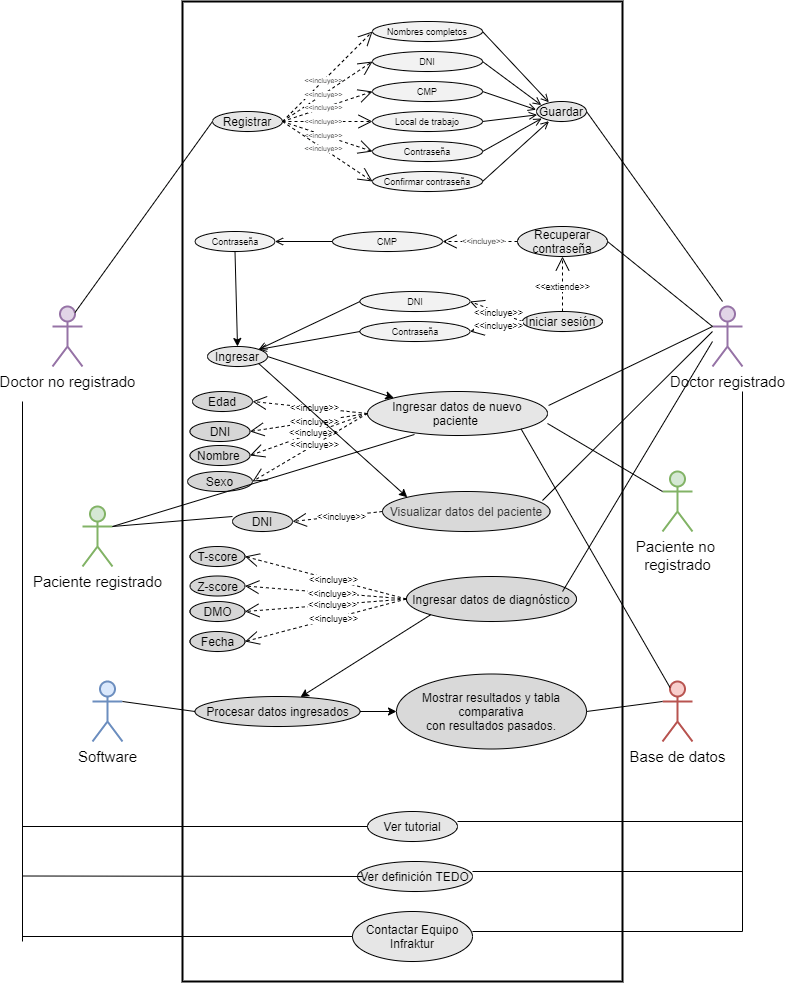 Nombres completos
DNI
<<incluye>>
<<incluye>>
CMP
<<incluye>>
Registrar
Local de trabajo
Guardar
<<incluye>>
<<incluye>>
<<incluye>>
Contraseña
Confirmar contraseña
Contraseña
CMP
<<incluye>>
Recuperar
contraseña
<<extiende>>
DNI
<<incluye>>
Iniciar sesión
<<incluye>>
Contraseña
Ingresar
Doctor no registrado
Doctor registrado
Edad
<<incluye>>
Ingresar datos de nuevo
paciente
DNI
<<incluye>>
<<incluye>>
<<incluye>>
Nombre
Sexo
Visualizar datos del paciente
DNI
<<incluye>>
Paciente registrado
Paciente no
registrado
T-score
<<incluye>>
Z-score
<<incluye>>
<<incluye>>
Ingresar datos de diagnóstico
DMO
<<incluye>>
Fecha
Procesar datos ingresados
Mostrar resultados y tabla
comparativa
con resultados pasados.
Software
Base de datos
Ver tutorial
Ver definición TEDO
Contactar Equipo
Infraktur